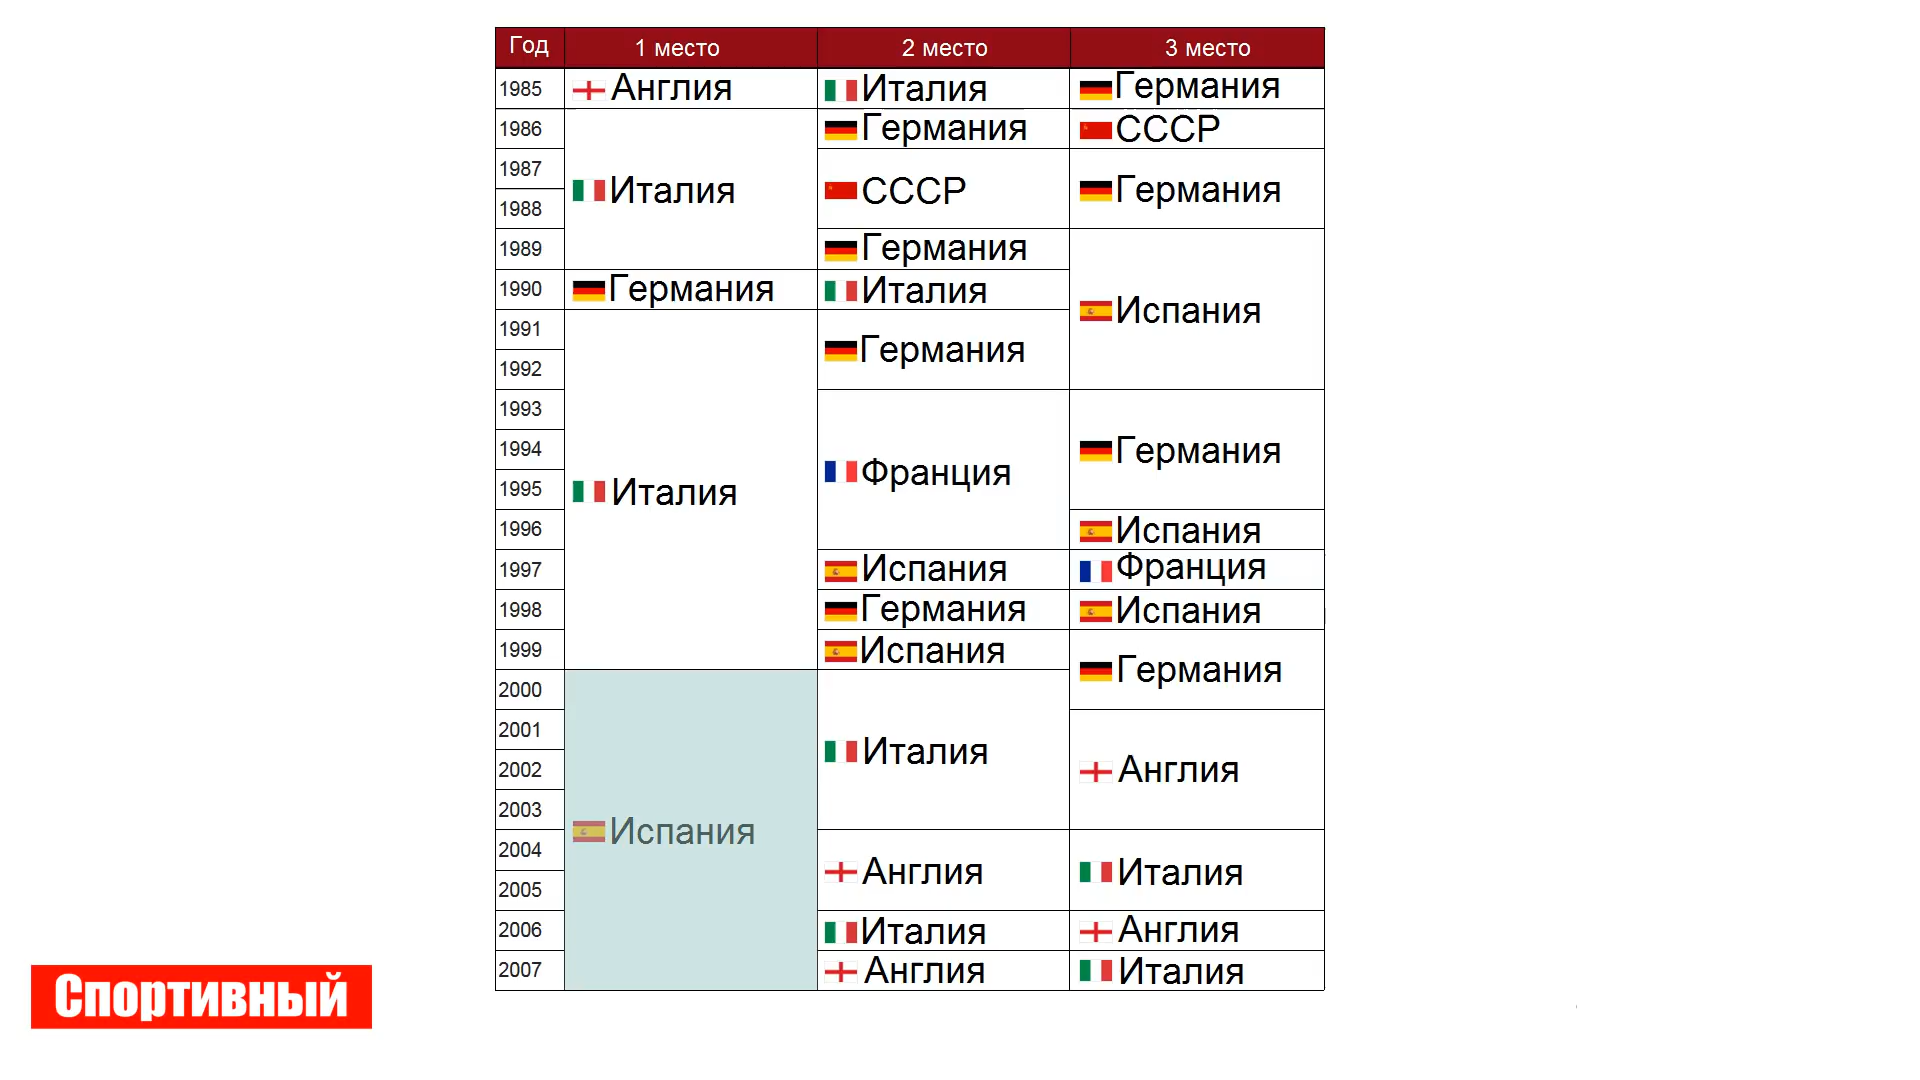 Год 1 место 2 место 3 место
1985 Англия Италия Германия
1986 Германия СССР
1987
Италия СССР Германия
1988
1989 Германия
1990 Германия Италия
Испания
1991
Германия
1992
1993
1994 Германия
Франция
1995 Италия
1996 Испания
1997 Испания Франция
1998 Германия Испания
1999 Испания
Германия
2000
2001
Италия
2002 Англия
2003
Испания
2004
Англия Италия
2005
2006 Италия Англия
2007 Англия Италия
Спортивный